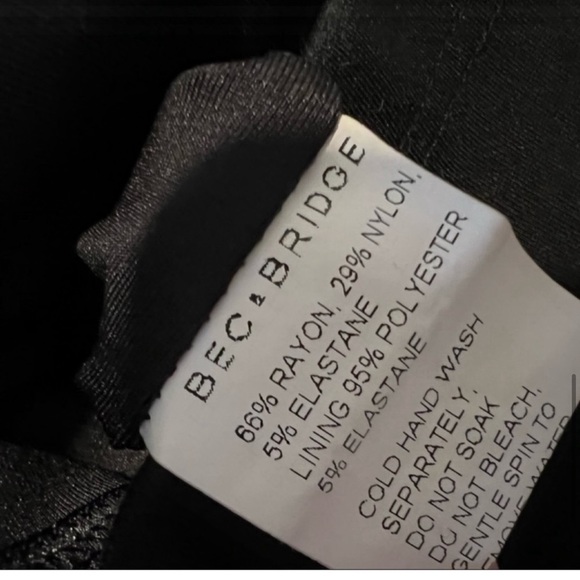 BEC & BRIDGE
66% RAYON, 29% NYLON,
5% ELASTANE
LINING 95% POLYESTER
5% ELASTANE
COLD HAND WASH
SEPARATELY.
DO NOT SOAK
DO NOT BLEACH,
GENTLE SPIN TO